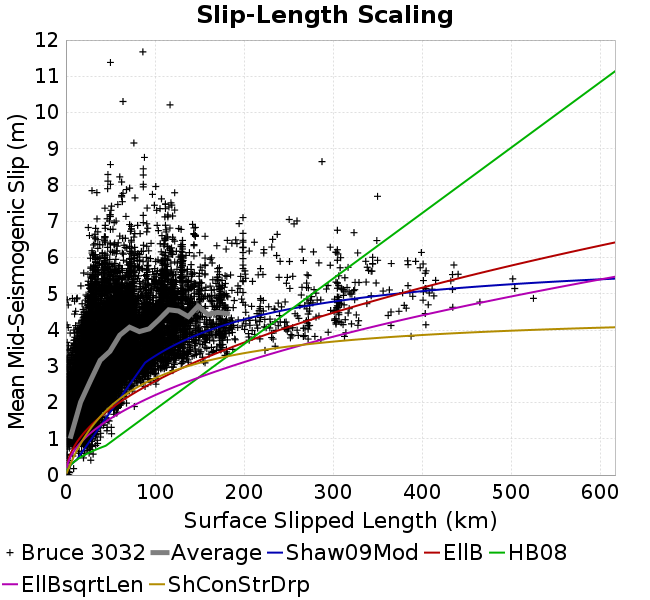 Slip-Length Scaling
Mean Mid-Seismogenic Slip (m)
12
11
10
9
8
7
6
5
4
3
2
1
0
0 100 200 300 400 500 600
Surface Slipped Length (km)
Bruce 3032 Average Shaw09Mod EllB HB08
EllBsqrtLen ShConStrDrp